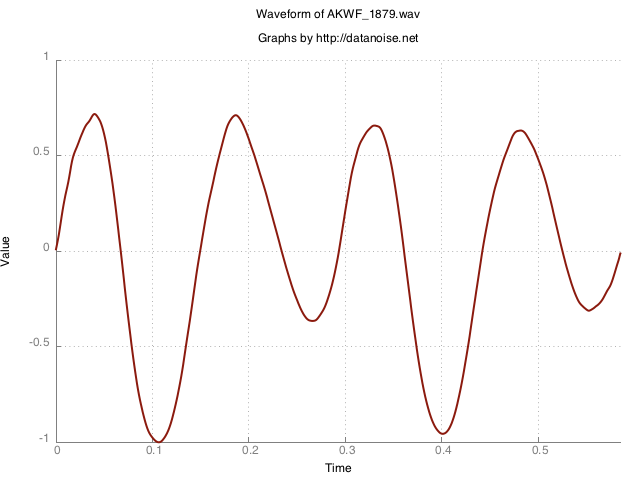 Waveform of AKWF_1879.wav
Graphs by http://datanoise.net
1
0.5
0
-0.5
-1
Value
0 0.1 0.2 0.3 0.4 0.5
Time